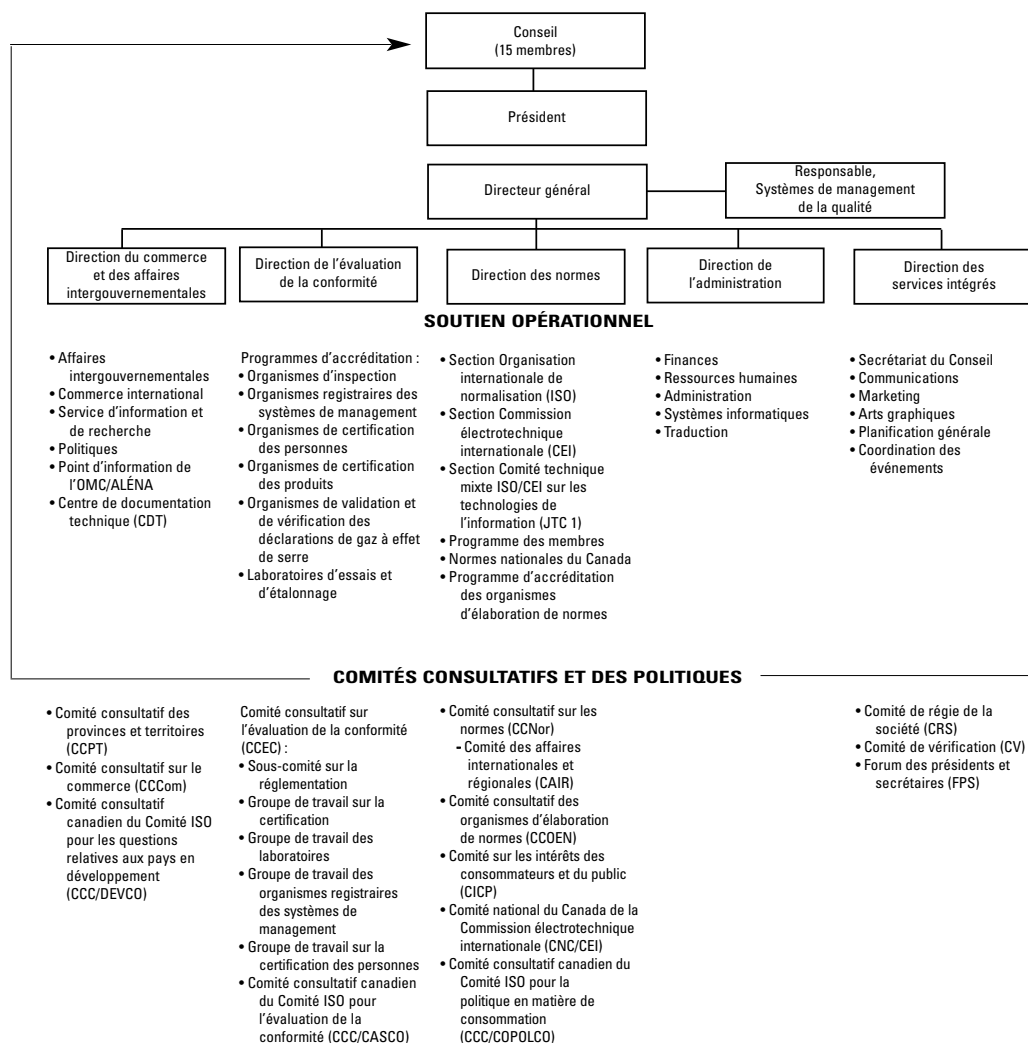 Conseil
(15 membres)
Président
Directeur général
Responsable,
Systèmes de management
de la qualité
Direction du commerce
et des affaires
intergouvernementales
Direction de l'évaluation
de la conformité
Direction des normes
Direction de
l'administration
Direction des
services intégrés
SOUTIEN OPÉRATIONNEL
• Affaires
intergouvernementales
• Commerce international
• Service d'information et
de recherche
• Politiques
• Point d'information de
l'OMC/ALÉNA
• Centre de documentation
technique (CDT)
Programmes d'accréditation :
• Organismes d'inspection
• Organismes registraires des
systèmes de management
• Organismes de certification
des personnes
• Organismes de certification
des produits
• Organismes de validation et
de vérification des
déclarations de gaz à effet
de serre
• Laboratoires d'essais et
d'étalonnage
• Section Organisation
internationale de
normalisation (ISO)
• Section Commission
électrotechnique
internationale (CEI)
• Section Comité technique
mixte ISO/CEI sur les
technologies de
l'information (JTC 1)
• Programme des membres
• Normes nationales du Canada
• Programme d'accréditation
des organismes
d'élaboration de normes
• Finances
• Ressources humaines
• Administration
• Systèmes informatiques
• Traduction
• Secrétariat du Conseil
• Communications
• Marketing
• Arts graphiques
• Planification générale
• Coordination des
événements
COMITÉS CONSULTATIFS ET DES POLITIQUES
• Comité consultatif des
provinces et territoires
(CCPT)
• Comité consultatif sur le
commerce (CCCom)
• Comité consultatif
canadien du Comité ISO
pour les questions
relatives aux pays en
développement
(CCC/DEVCO)
Comité consultatif sur
l'évaluation de la conformité
(CCEC) :
• Sous-comité sur la
réglementation
• Groupe de travail sur la
certification
• Groupe de travail des
laboratoires
• Groupe de travail des
organismes registraires
des systèmes de
management
• Groupe de travail sur la
certification des personnes
• Comité consultatif canadien
du Comité ISO pour
l'évaluation de la
conformité (CCC/CASCO)
• Comité consultatif sur les
normes (CCNor)
- Comité des affaires
internationales et
régionales (CAIR)
• Comité consultatif des
organismes d'élaboration
de normes (CCOEN)
• Comité sur les intérêts des
consommateurs et du public
(CICP)
• Comité national du Canada de la
Commission électrotechnique
internationale (CNC/CEI)
• Comité consultatif canadien du
Comité ISO pour la
politique en matière de
consommation
(CCC/COPOLCO)
• Comité de régie de la
société (CRS)
• Comité de vérification (CV)
• Forum des présidents et
secrétaires (FPS)